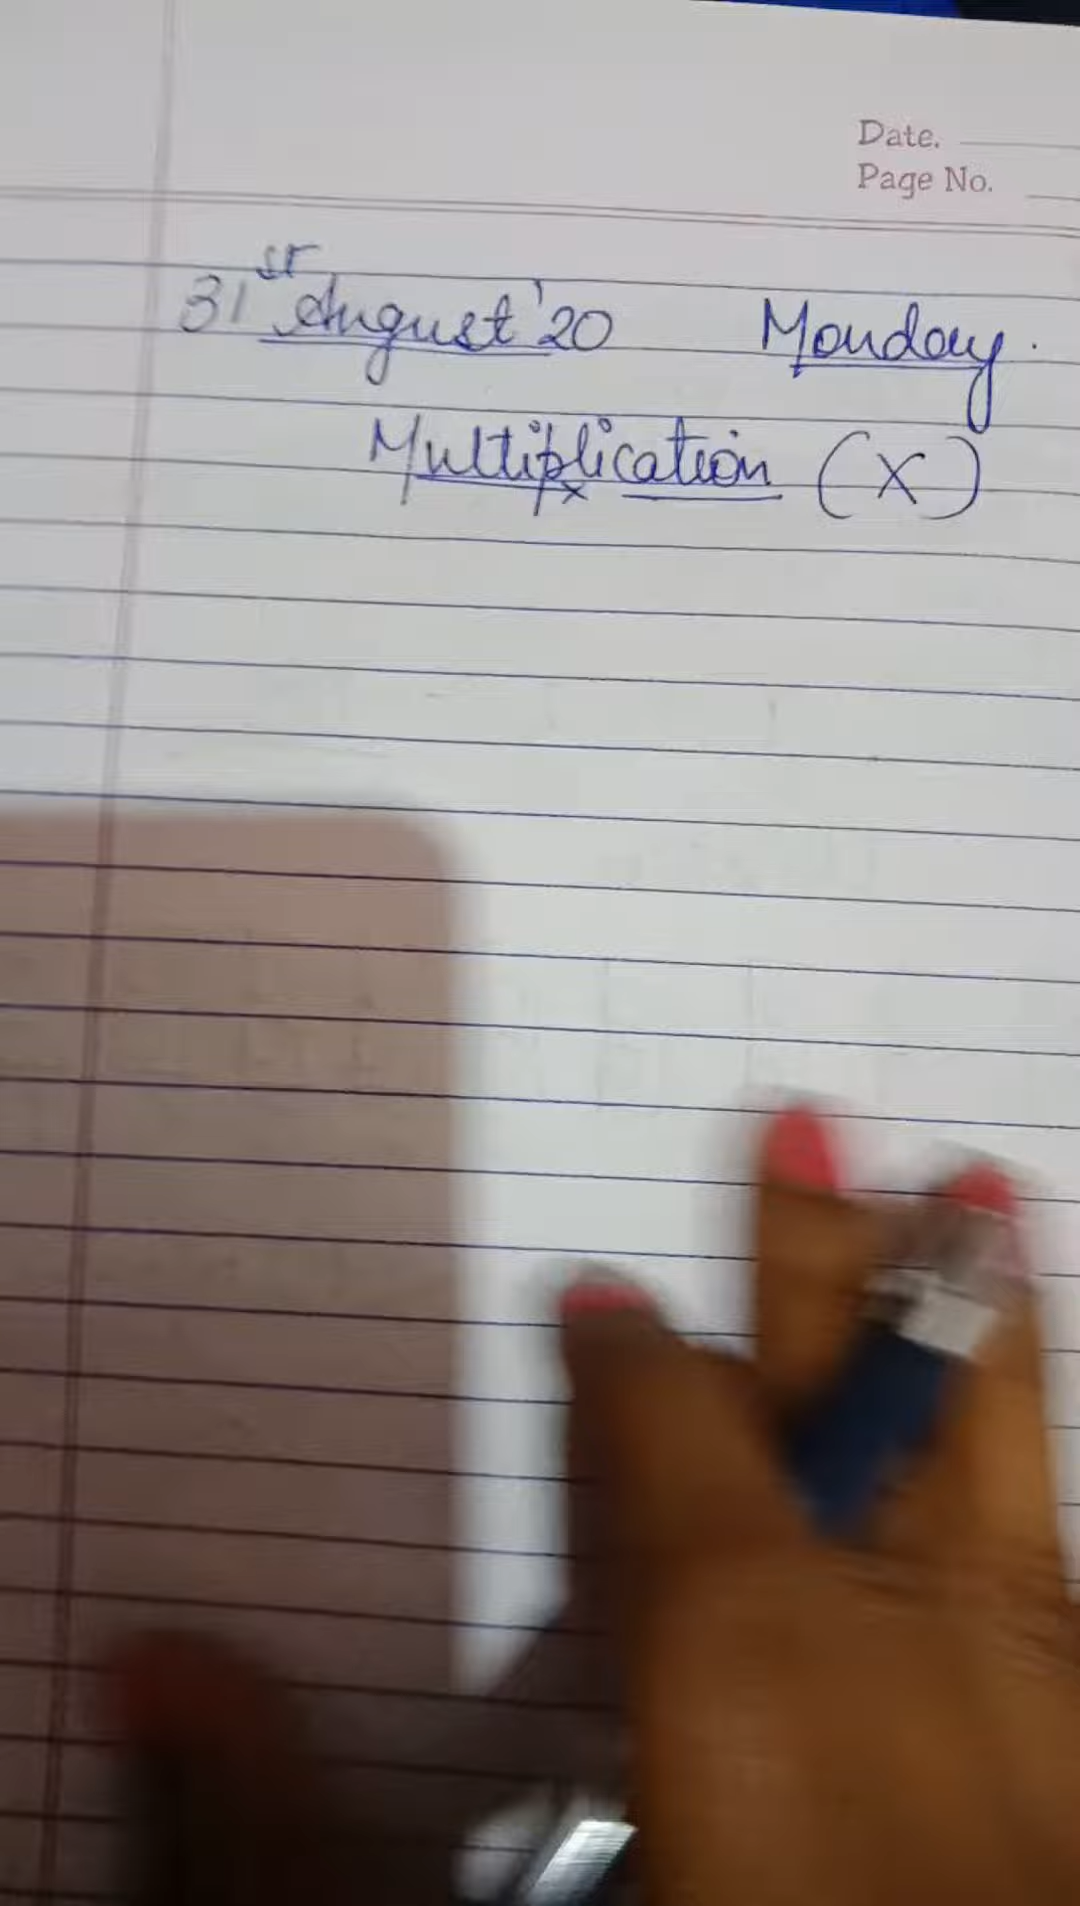 Date.
Page No.
31st August '20 Monday.
Multiplication (x)